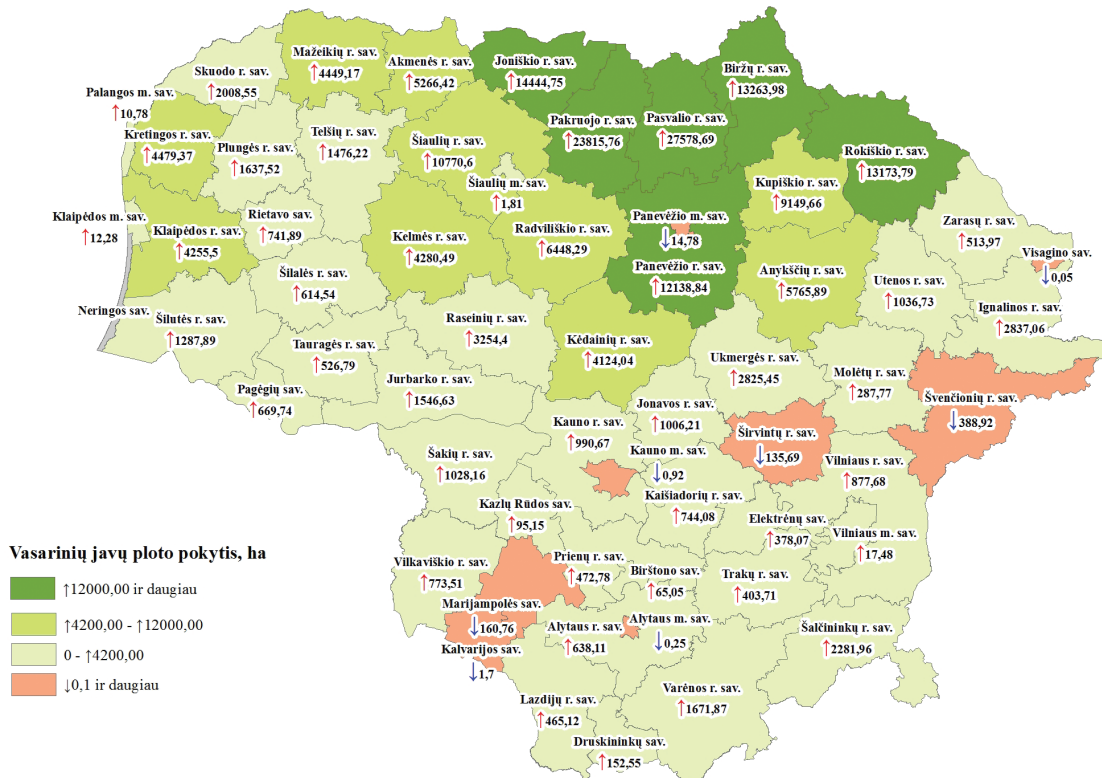 Mažeikių r. sav.
↑4449,17
Akmenės r. sav.
↑5266,42
Joniškio r. sav.
↑14444,75
Biržų r. sav.
↑13263,98
Skuodo r. sav.
↑2008,55
Palangos m. sav.
↑10,78
Kretingos r. sav.
↑4479,37
Plungės r. sav.
↑1637,52
Telšių r. sav.
↑1476,22
Šiaulių r. sav.
↑10770,6
Pakruojo r. sav.
↑23815,76
Pasvalio r. sav.
↑27578,69
Rokiškio r. sav.
↑13173,79
Šiaulių m. sav.
↑1,81
Kupiškio r. sav.
↑9149,66
Klaipėdos m. sav.
↑12,28
Klaipėdos r. sav.
↑4255,5
Rietavo sav.
↑741,89
Kelmės r. sav.
↑4280,49
Radviliškio r. sav.
↑6448,29
Panevėžio m. sav.
↓14,78
Panevėžio r. sav.
↑12138,84
Anykščių r. sav.
↑5765,89
Zarasų r. sav.
↑513,97
Visagino sav.
↓0,05
Utenos r. sav.
↑1036,73
Ignalinos r. sav.
↑2837,06
Šilalės r. sav.
↑614,54
Neringos sav.
Šilutės r. sav.
↑1287,89
Tauragės r. sav.
↑526,79
Raseinių r. sav.
↑3254,4
Kėdainių r. sav.
↑4124,04
Ukmergės r. sav.
↑2825,45
Molėtų r. sav.
↑287,77
Švenčionių r. sav.
↓388,92
Pagėgių sav.
↑669,74
Jurbarko r. sav.
↑1546,63
Jonavos r. sav.
↑1006,21
Kauno r. sav.
↑990,67
Širvintų r. sav.
↓135,69
Kauno m. sav.
↓0,92
Šakių r. sav.
↑1028,16
Vilniaus r. sav.
↑877,68
Kaišiadorių r. sav.
↑744,08
Kazlų Rūdos sav.
↑95,15
Elektrėnų sav.
↑378,07
Vilniaus m. sav.
↑17,48
Vilkaviškio r. sav.
↑773,51
Prienų r. sav.
↑472,78
Birštono sav.
↑65,05
Trakų r. sav.
↑403,71
Marijampolės sav.
↓160,76
Alytaus r. sav.
↑638,11
Alytaus m. sav.
↓0,25
Kalvarijos sav.
↓1,7
Šalčininkų r. sav.
↑2281,96
Lazdijų r. sav.
↑465,12
Varėnos r. sav.
↑1671,87
Druskininkų sav.
↑152,55
Vasarinių javų ploto pokytis, ha
↑12000,00 ir daugiau
↑4200,00 - ↑12000,00
0 - ↑4200,00
↓0,1 ir daugiau